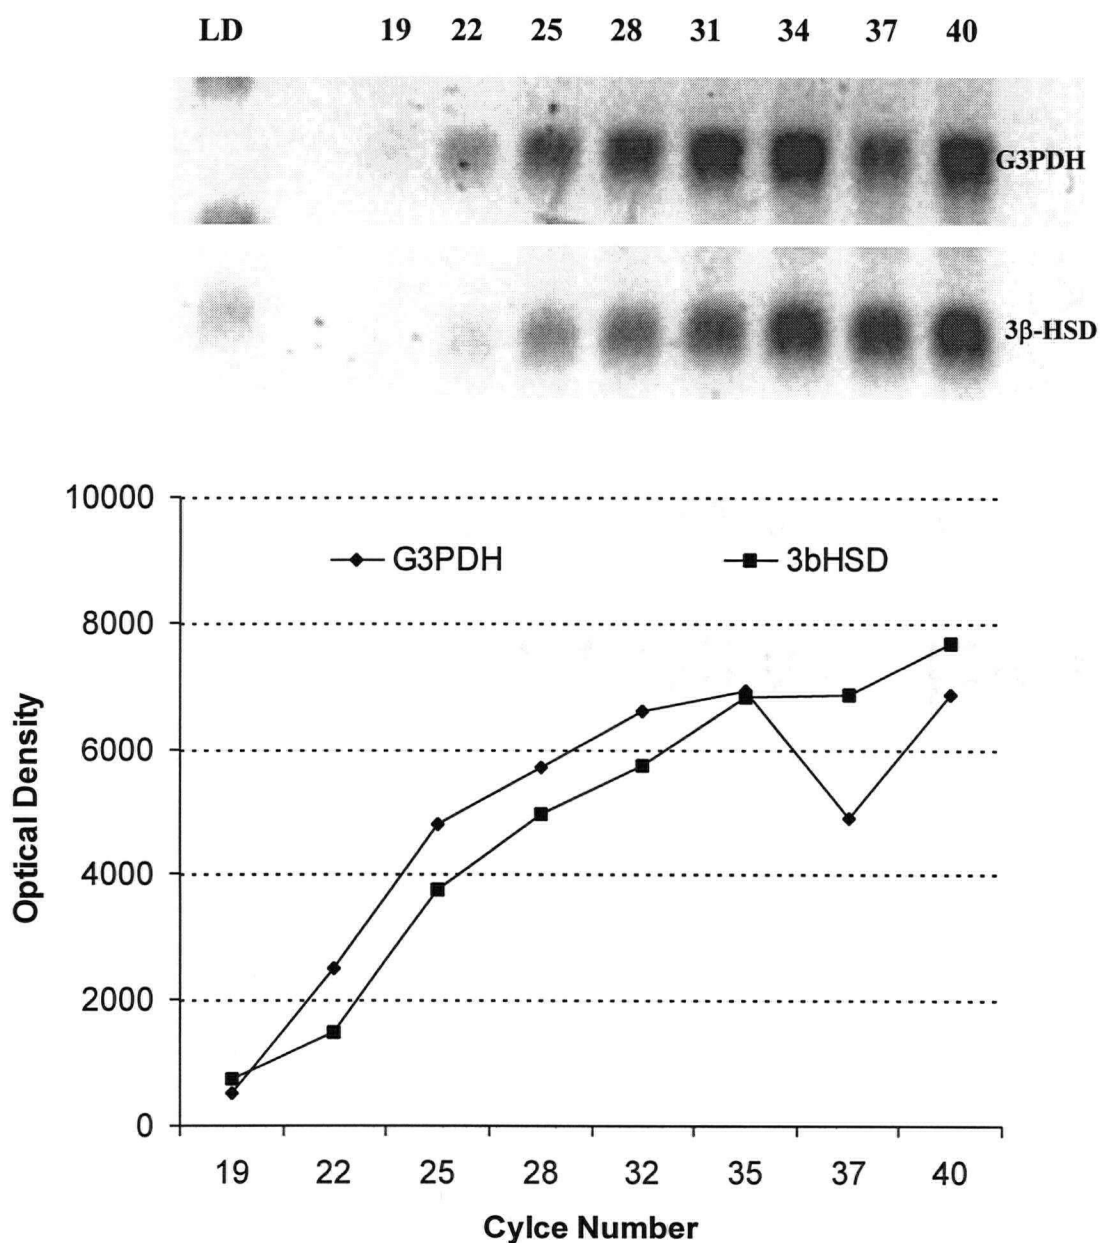 LD 19 22 25 28 31 34 37 40
G3PDH
3β-HSD
10000
G3PDH 3bHSD
8000
6000
4000
2000
0
19 22 25 28 32 35 37 40
Optical Density
Cylce Number